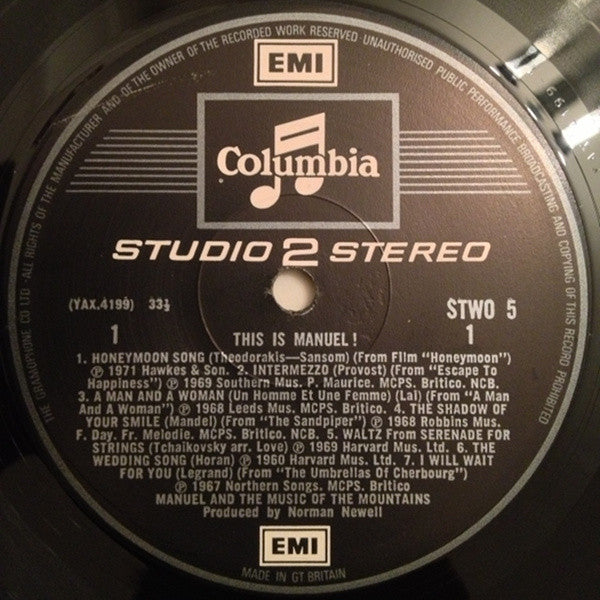 THE GRAMOPHONE CO LTD · ALL RIGHTS OF THE MANUFACTURER AND OF THE OWNER OF THE RECORDED WORK RESERVED · UNAUTHORISED PUBLIC PERFORMANCE BROADCASTING AND COPYING OF THIS RECORD PROHIBITED
EMI
Columbia
STUDIO 2 STEREO
(YAX.4199) 33⅓ STWO 5
1 THIS IS MANUEL! 1
1. HONEYMOON SONG (Theodorakis—Sansom) (From Film "Honeymoon")
℗ 1971 Hawkes & Son. 2. INTERMEZZO (Provost) (From "Escape To
Happiness") ℗ 1969 Southern Mus. P. Maurice. MCPS. Britico. NCB.
3. A MAN AND A WOMAN (Un Homme Et Une Femme) (Lai) (From "A Man
And A Woman") ℗ 1968 Leeds Mus. MCPS. Britico. 4. THE SHADOW OF
YOUR SMILE (Mandel) (From "The Sandpiper") ℗ 1968 Robbins Mus.
F. Day. Fr. Melodie. MCPS. Britico. NCB. 5. WALTZ From SERENADE FOR
STRINGS (Tchaikovsky arr. Love) ℗ 1969 Harvard Mus. Ltd. 6. THE
WEDDING SONG (Horan) ℗ 1960 Harvard Mus. Ltd. 7. I WILL WAIT
FOR YOU (Legrand) (From "The Umbrellas Of Cherbourg")
℗ 1967 Northern Songs. MCPS. Britico
MANUEL AND THE MUSIC OF THE MOUNTAINS
Produced by Norman Newell
EMI
MADE IN GT BRITAIN